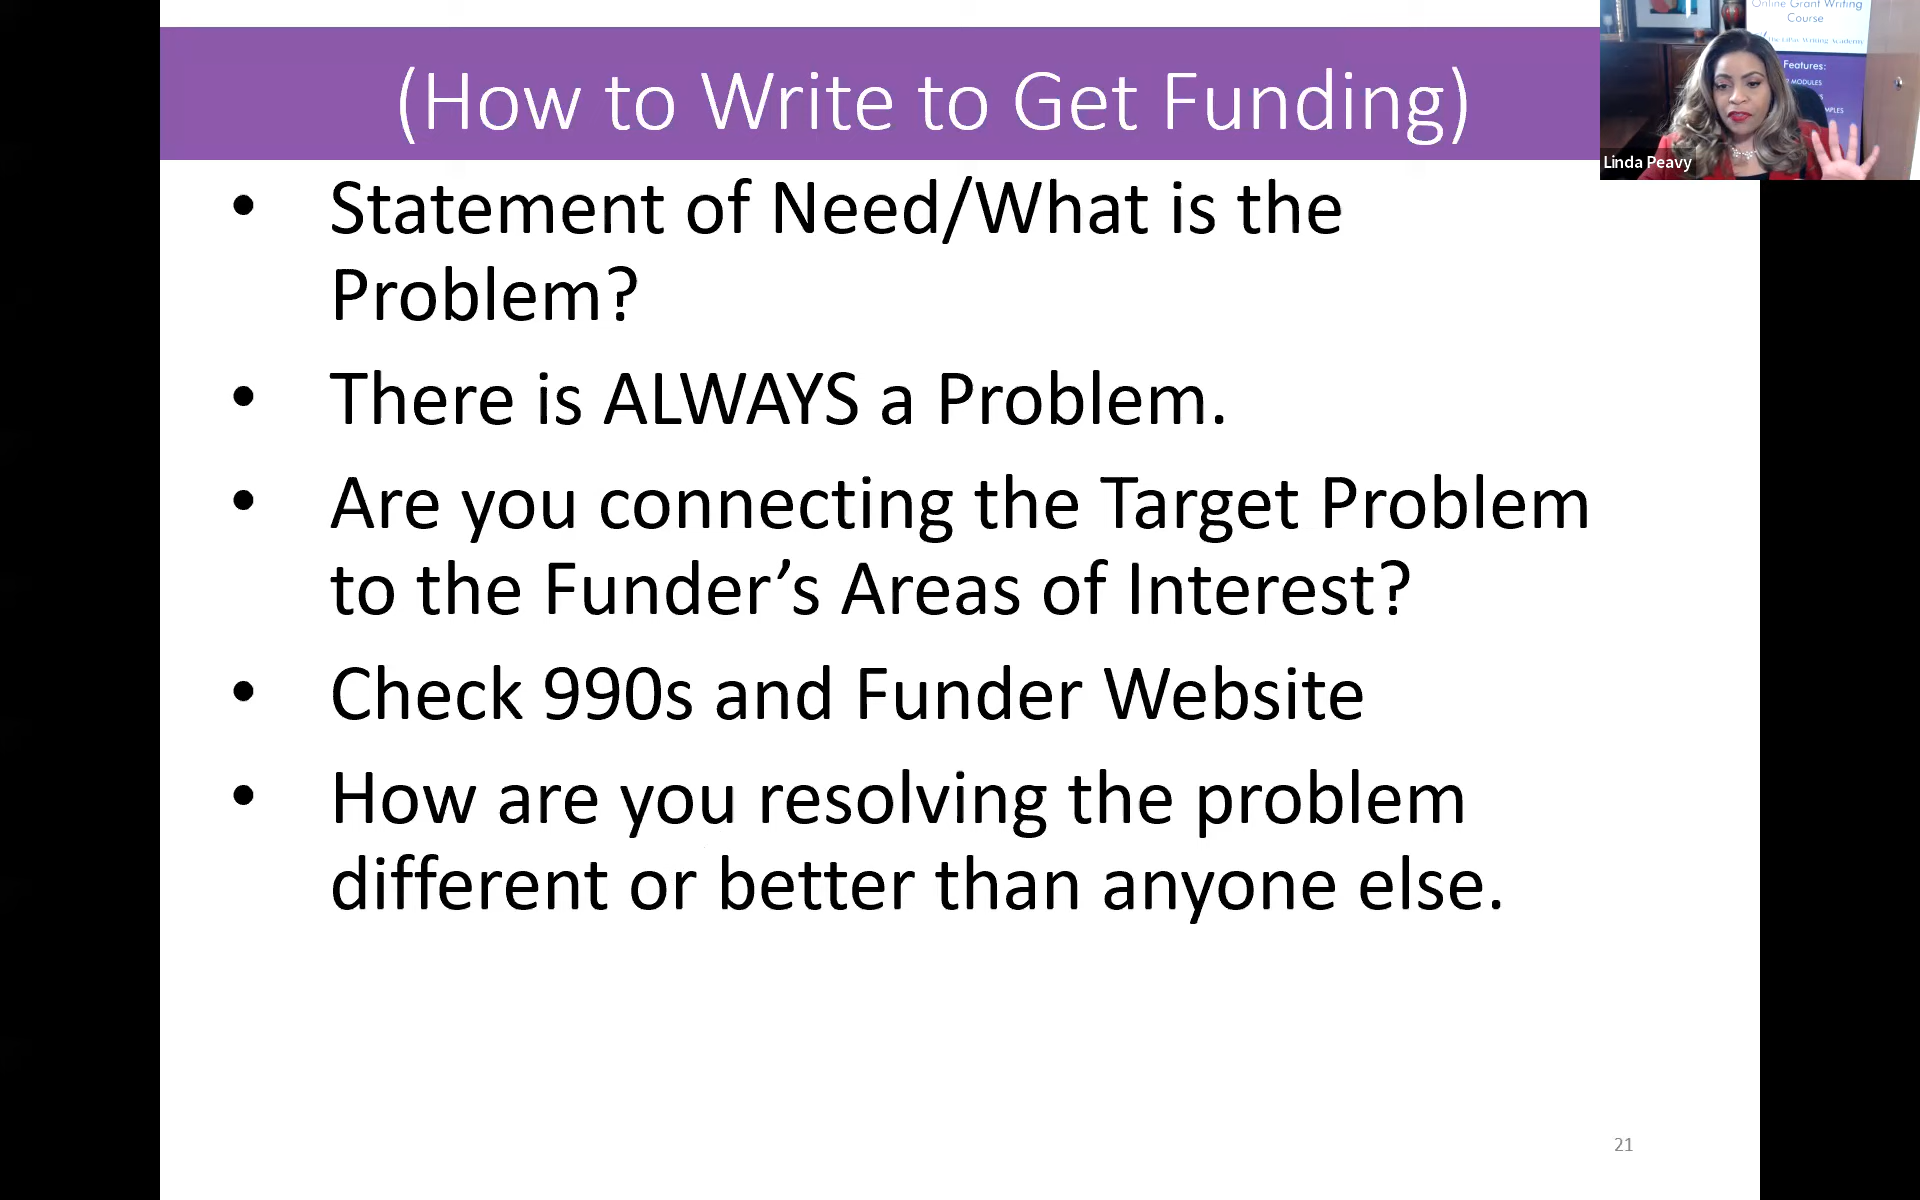 (How to Write to Get Funding)
• Statement of Need/What is the
Problem?
• There is ALWAYS a Problem.
• Are you connecting the Target Problem
to the Funder’s Areas of Interest?
• Check 990s and Funder Website
• How are you resolving the problem
different or better than anyone else.
21
Online Grant Writing
Course
Writing Academy
Features:
MODULES
Linda Peavy